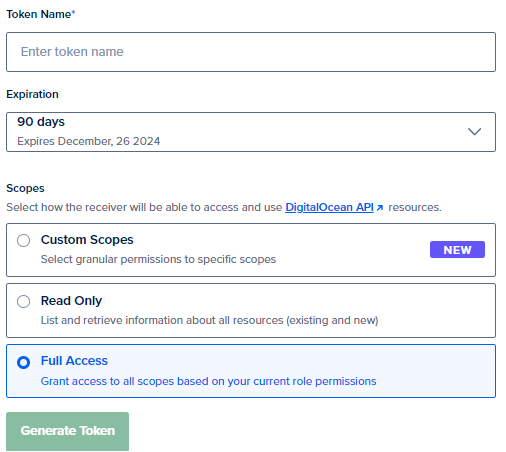 Token Name*
Enter token name
Expiration
90 days
Expires December, 26 2024
Scopes
Select how the receiver will be able to access and use DigitalOcean API resources.
Custom Scopes
NEW
Select granular permissions to specific scopes
Read Only
List and retrieve information about all resources (existing and new)
Full Access
Grant access to all scopes based on your current role permissions
Generate Token